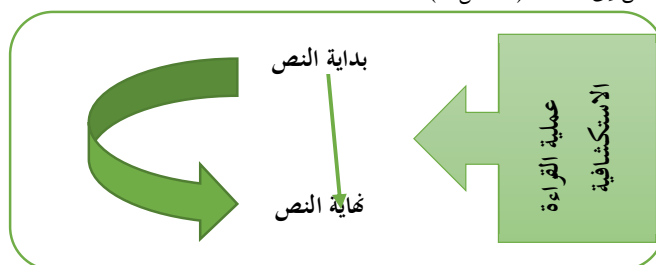 بداية النص
نهاية النص
عملية القراءة
الاستكشافية